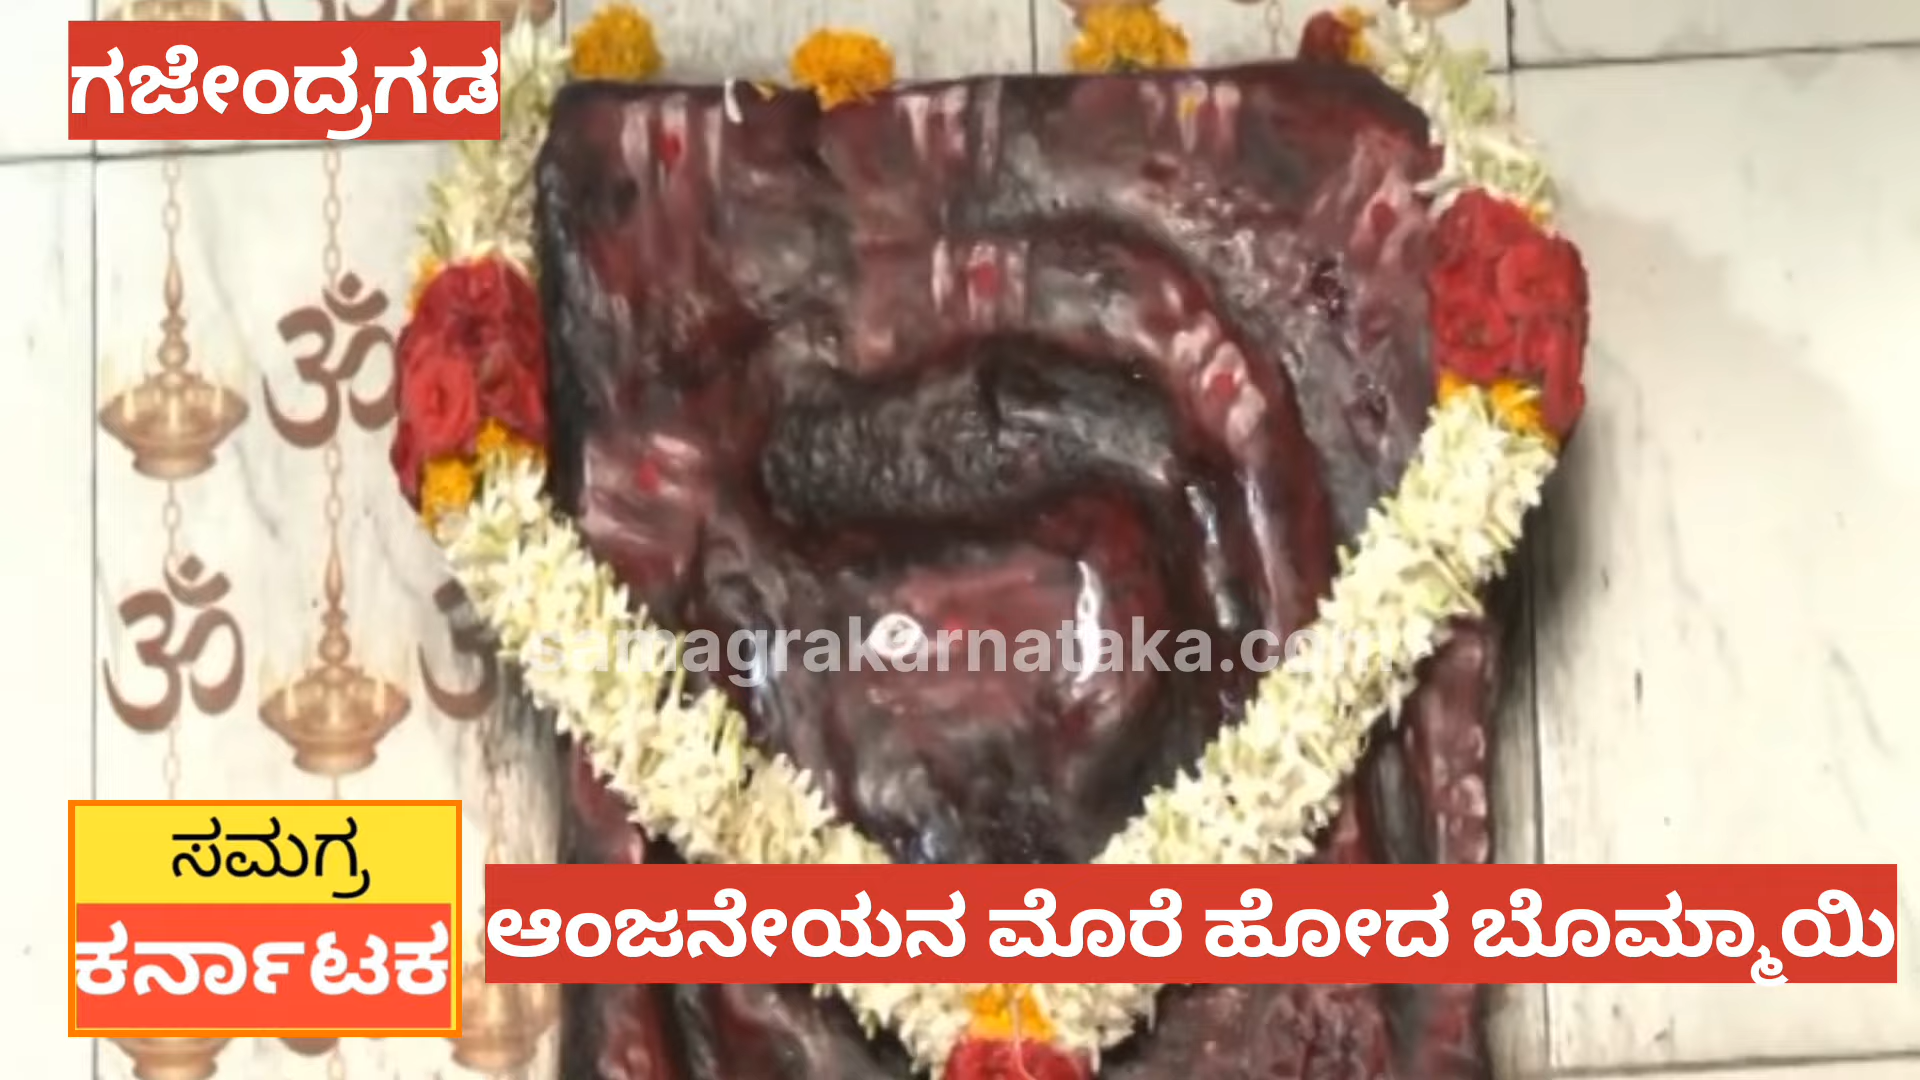 ಗಜೇಂದ್ರಗಡ
samagrakarnataka.com
ಸಮಗ್ರ
ಕರ್ನಾಟಕ
ಆಂಜನೇಯನ ಮೊರೆ ಹೋದ ಬೊಮ್ಮಾಯಿ